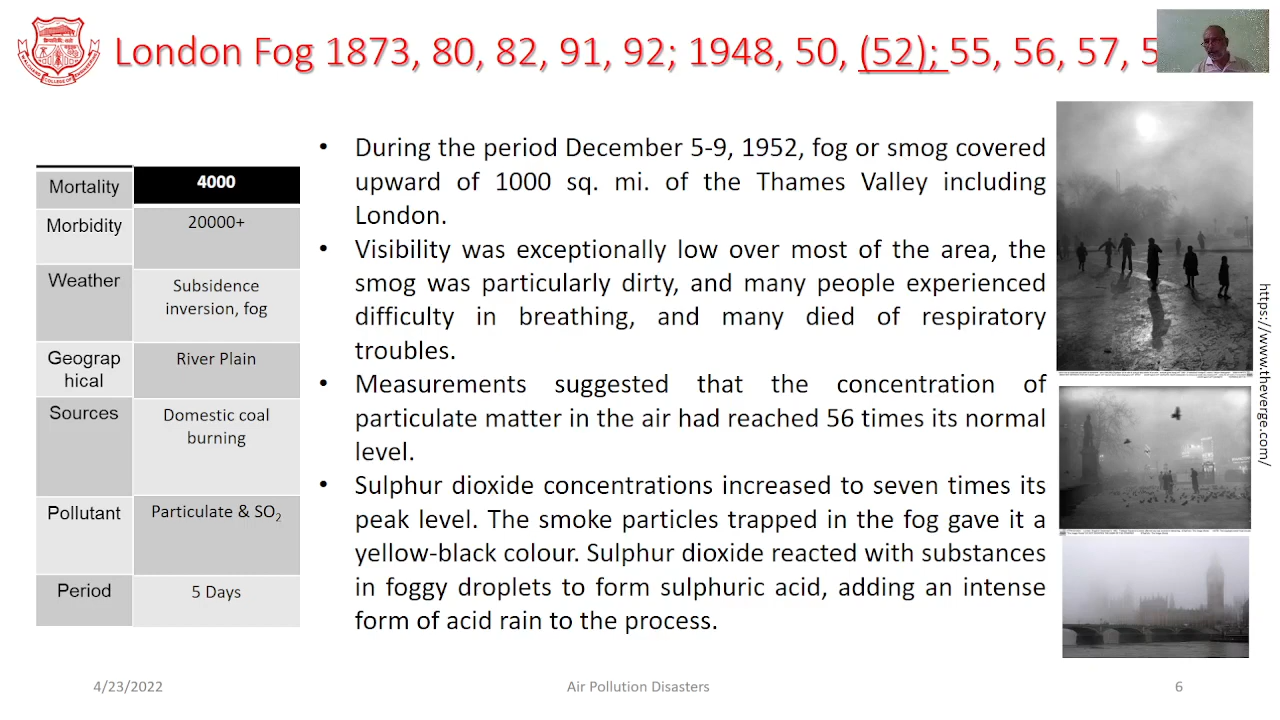 London Fog 1873, 80, 82, 91, 92; 1948, 50, (52); 55, 56, 57, 5
Mortality 4000
Morbidity 20000+
Weather Subsidence
inversion, fog
Geograp
hical River Plain
Sources Domestic coal
burning
Pollutant Particulate & SO2
Period 5 Days
• During the period December 5-9, 1952, fog or smog covered
upward of 1000 sq. mi. of the Thames Valley including
London.
• Visibility was exceptionally low over most of the area, the
smog was particularly dirty, and many people experienced
difficulty in breathing, and many died of respiratory
troubles.
• Measurements suggested that the concentration of
particulate matter in the air had reached 56 times its normal
level.
• Sulphur dioxide concentrations increased to seven times its
peak level. The smoke particles trapped in the fog gave it a
yellow-black colour. Sulphur dioxide reacted with substances
in foggy droplets to form sulphuric acid, adding an intense
form of acid rain to the process.
https://www.theverge.com/
4/23/2022
Air Pollution Disasters
6